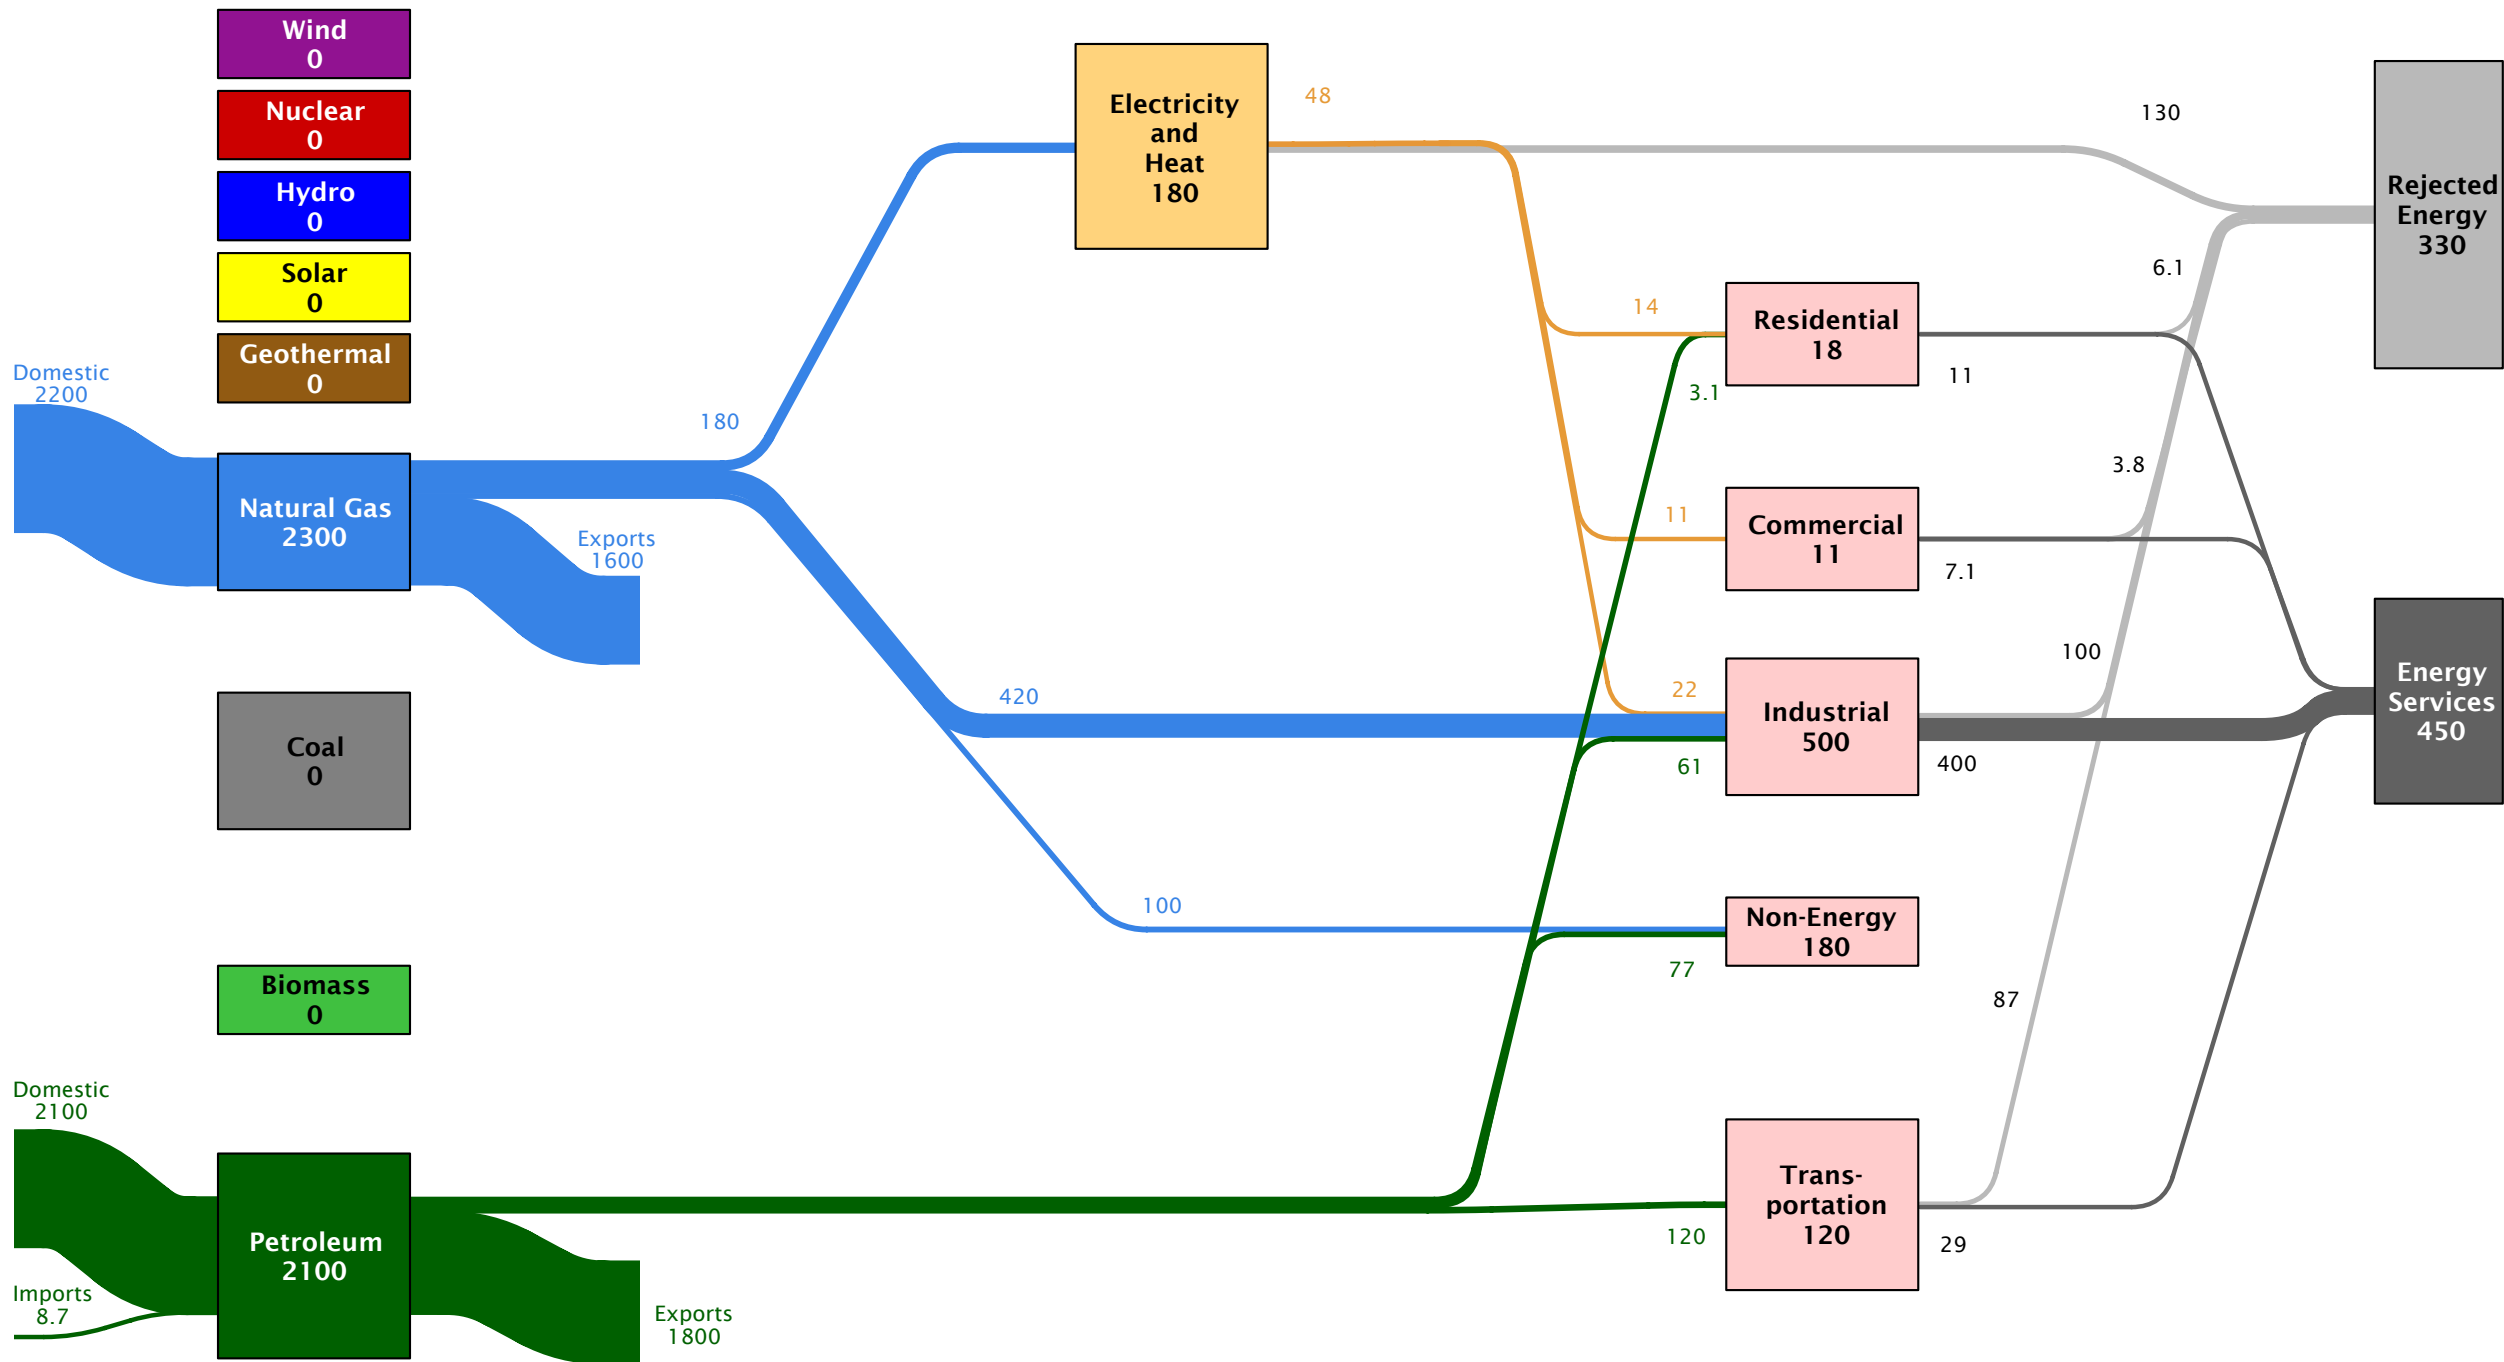 Wind
0
Nuclear
0
Hydro
0
Solar
0
Geothermal
0
Domestic
2200
Natural Gas
2300
Exports
1600
Coal
0
Biomass
0
Domestic
2100
Imports
8.7
Petroleum
2100
Exports
1800
180
420
100
Electricity
and
Heat
180
48
14
3.1
11
22
61
77
120
Residential
18
11
Commercial
11
7.1
Industrial
500
400
Non-Energy
180
Trans-
portation
120
29
130
6.1
3.8
100
87
Rejected
Energy
330
Energy
Services
450